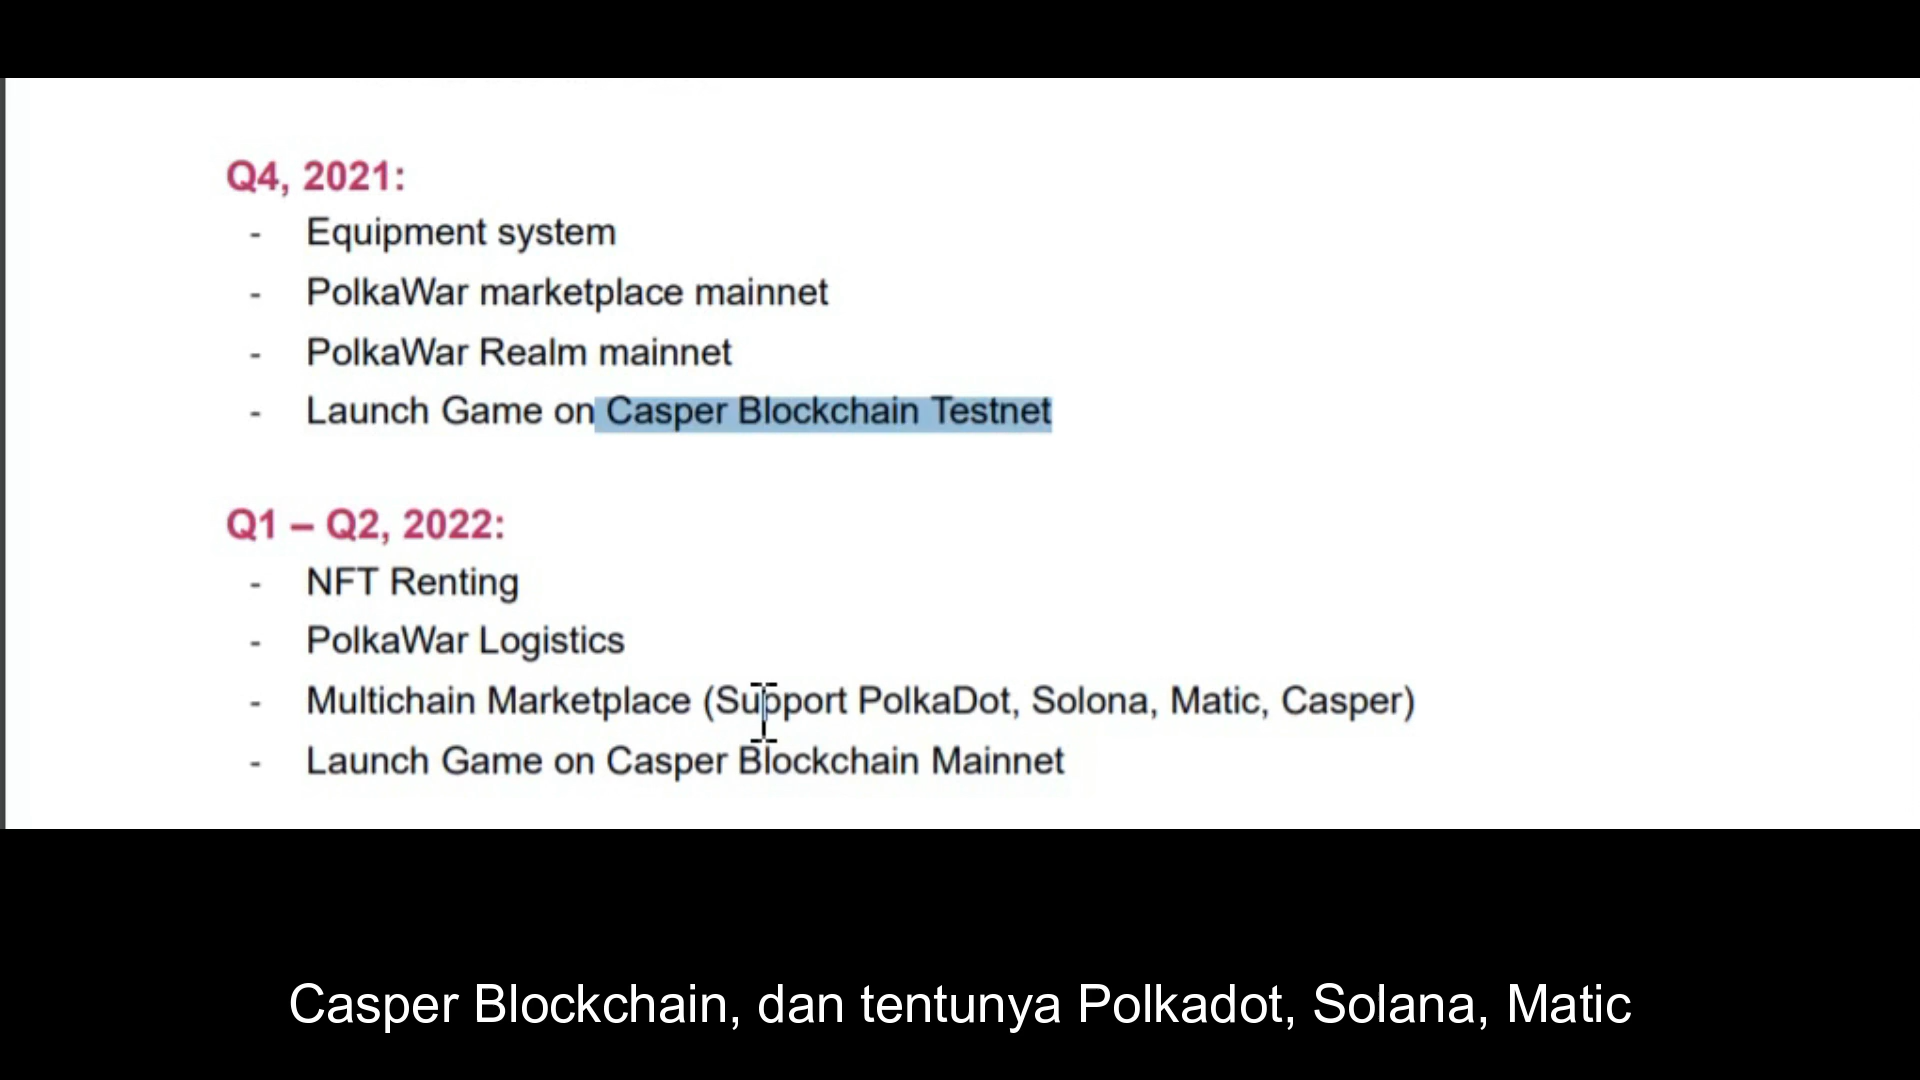 Q4, 2021:
- Equipment system
- PolkaWar marketplace mainnet
- PolkaWar Realm mainnet
- Launch Game on Casper Blockchain Testnet
Q1 – Q2, 2022:
- NFT Renting
- PolkaWar Logistics
- Multichain Marketplace (Support PolkaDot, Solona, Matic, Casper)
- Launch Game on Casper Blockchain Mainnet
Casper Blockchain, dan tentunya Polkadot, Solana, Matic